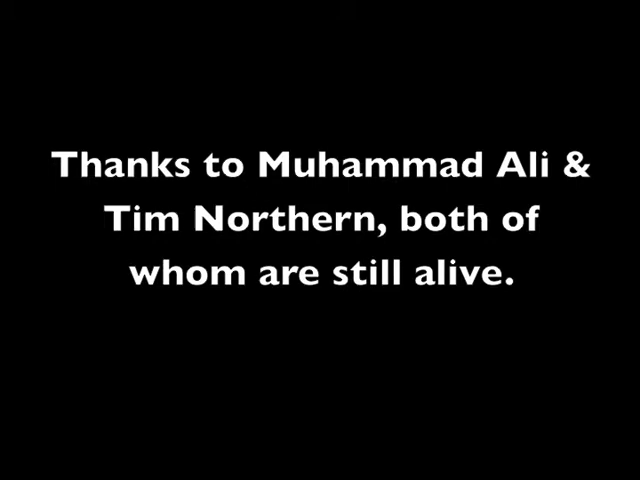 Thanks to Muhammad Ali &
Tim Northern, both of
whom are still alive.